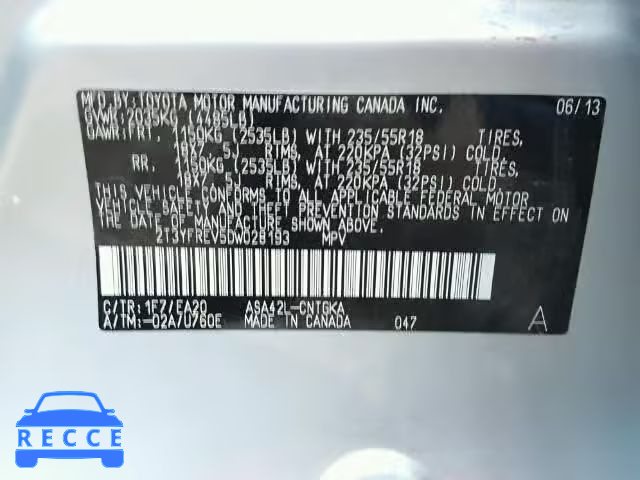 MFD.BY:TOYOTA MOTOR MANUFACTURING CANADA INC. 06/13
GVWR:2035KG (4485LB)
GAWR:FRT, 1150KG (2535LB) WITH 235/55R18 TIRES,
18X7.5J RIMS, AT 220KPA (32PSI) COLD.
RR, 1150KG (2535LB) WITH 235/55R18 TIRES,
18X7.5J RIMS, AT 220KPA (32PSI) COLD.
THIS VEHICLE CONFORMS TO ALL APPLICABLE FEDERAL MOTOR
VEHICLE SAFETY AND THEFT PREVENTION STANDARDS IN EFFECT ON
THE DATE OF MANUFACTURE SHOWN ABOVE.
2T3YFREV5DW028193 MPV
C/TR:1F7/EA20 ASA42L-CNTGKA
A/TM:-02A/U760E MADE IN CANADA 047 A
RECCE